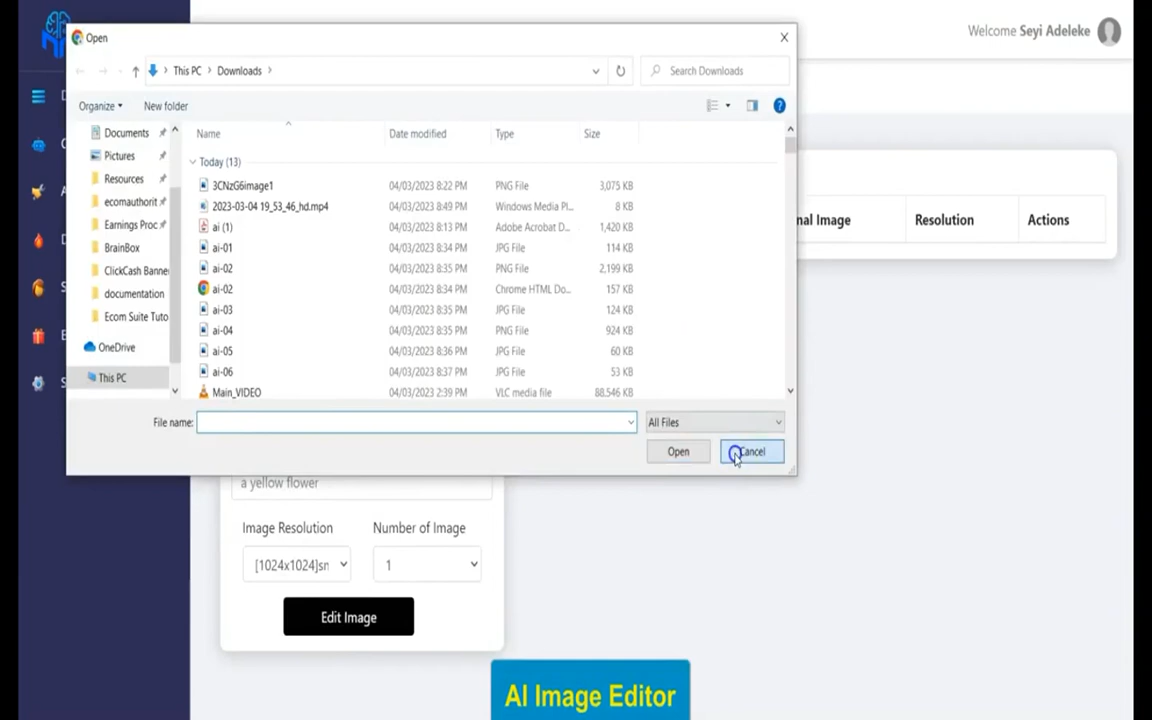 Open
Welcome Seyi Adeleke
This PC
Downloads
Search Downloads
Organize
New folder
Name
Date modified
Type
Size
Documents
Pictures
Resources
ecomauthorit
Earnings Proc
BrainBox
ClickCash Banne
documentation
Ecom Suite Tuto
OneDrive
This PC
Today (13)
3CNzG6image1 04/03/2023 8:22 PM PNG File 3,075 KB
2023-03-04 19_53_46_hd.mp4 04/03/2023 8:49 PM Windows Media Pl... 8 KB
ai (1) 04/03/2023 8:13 PM Adobe Acrobat D... 1,420 KB
ai-01 04/03/2023 8:34 PM JPG File 114 KB
ai-02 04/03/2023 8:35 PM PNG File 2,199 KB
ai-02 04/03/2023 8:34 PM Chrome HTML Do... 157 KB
ai-03 04/03/2023 8:35 PM JPG File 124 KB
ai-04 04/03/2023 8:35 PM PNG File 924 KB
ai-05 04/03/2023 8:36 PM JPG File 60 KB
ai-06 04/03/2023 8:37 PM JPG File 53 KB
Main_VIDEO 04/03/2023 2:39 PM VLC media file 88,546 KB
nal Image
Resolution
Actions
File name:
All Files
Open
Cancel
a yellow flower
Image Resolution
Number of Image
[1024x1024]sn
1
Edit Image
AI Image Editor